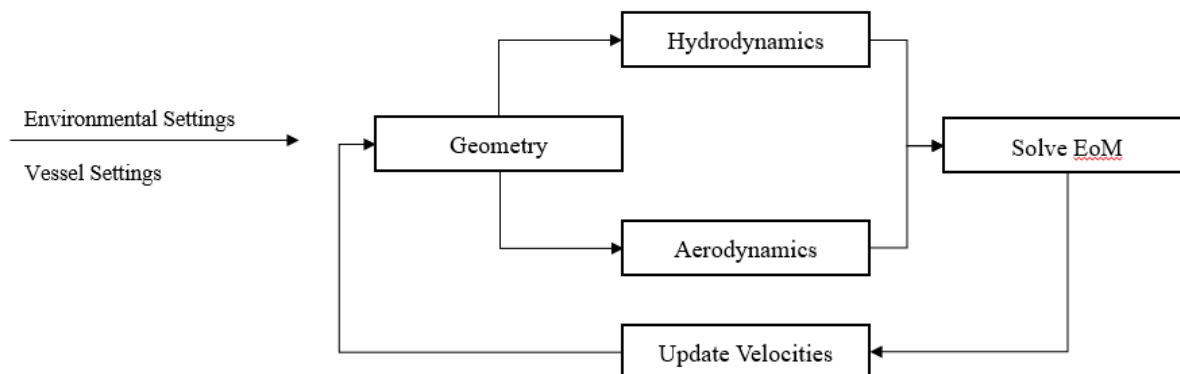 Hydrodynamics
Environmental Settings
Vessel Settings
Geometry
Solve EoM
Aerodynamics
Update Velocities